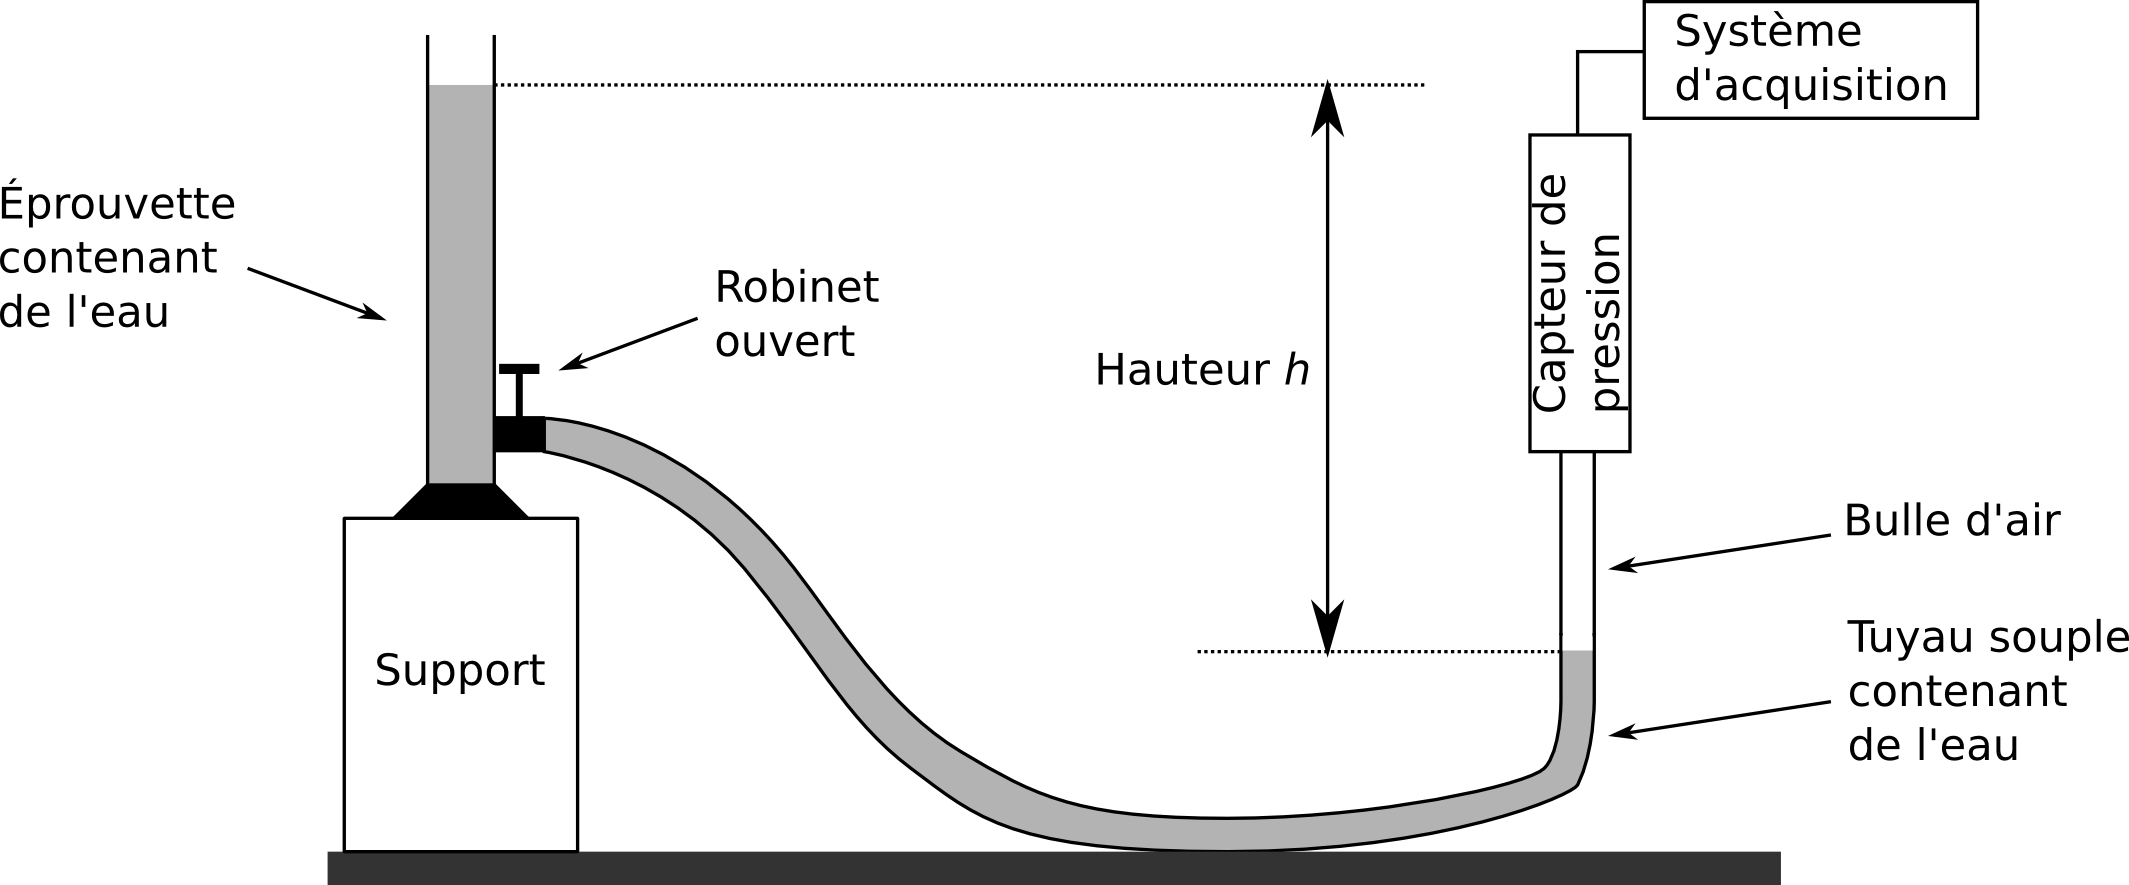 Système
d'acquisition
Éprouvette
contenant
de l'eau
Robinet
ouvert
Hauteur h
Capteur de
pression
Bulle d'air
Tuyau souple
contenant
de l'eau
Support